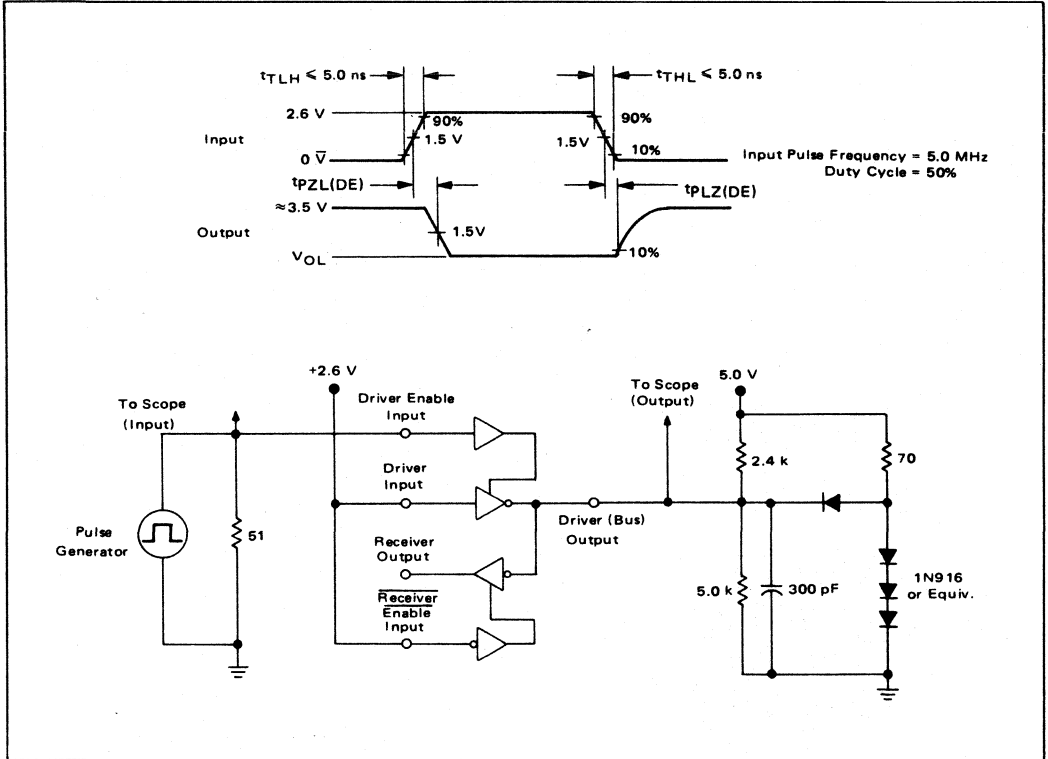 tTLH ≤ 5.0 ns
tTHL ≤ 5.0 ns
2.6 V
90%
90%
Input
1.5 V
1.5V
0 V
10%
Input Pulse Frequency = 5.0 MHz
Duty Cycle = 50%
tPZL(DE)
tPLZ(DE)
≈3.5 V
Output
1.5V
VOL
10%
+2.6 V
To Scope
(Input)
Driver Enable
Input
To Scope
(Output)
5.0 V
2.4 k
70
Driver
Input
Pulse
Generator
51
Driver (Bus)
Output
Receiver
Output
5.0 k
300 pF
1N916
or Equiv.
Receiver
Enable
Input